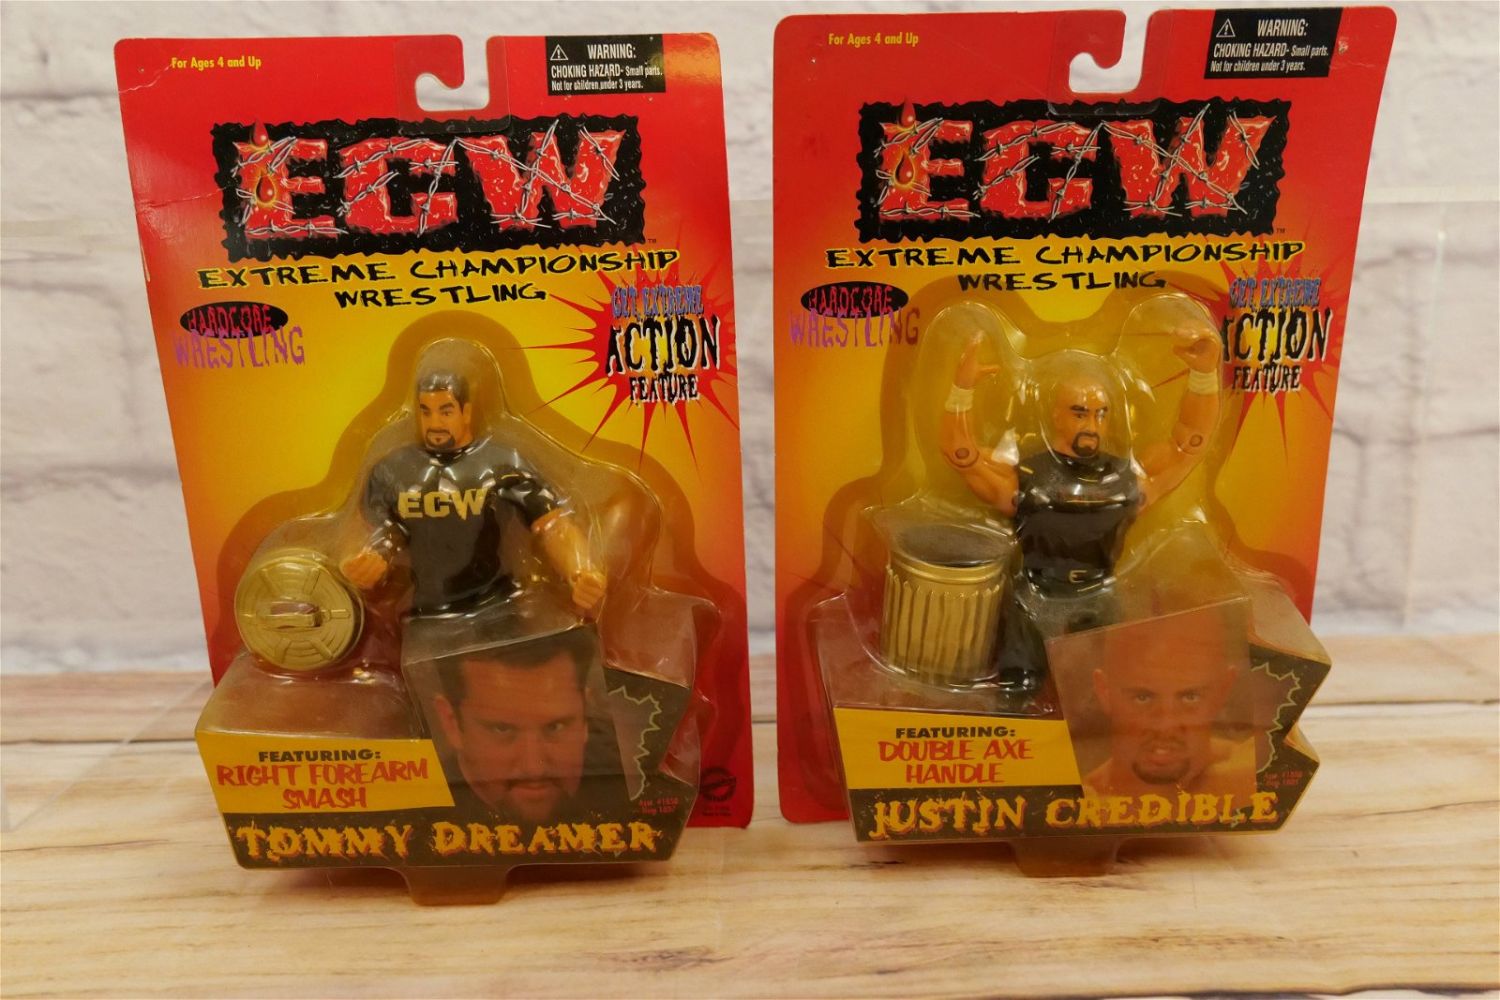 For Ages 4 and Up
WARNING:
CHOKING HAZARD- Small parts.
Not for children under 3 years.
ECW
TM
EXTREME CHAMPIONSHIP
WRESTLING
HARDCORE
WRESTLING
GET EXTREME
ACTION
FEATURE
ECW
FEATURING:
RIGHT FOREARM
SMASH
TOMMY DREAMER
For Ages 4 and Up
WARNING:
CHOKING HAZARD- Small parts.
Not for children under 3 years.
ECW
TM
EXTREME CHAMPIONSHIP
WRESTLING
HARDCORE
WRESTLING
GET EXTREME
ACTION
FEATURE
FEATURING:
DOUBLE AXE
HANDLE
JUSTIN CREDIBLE